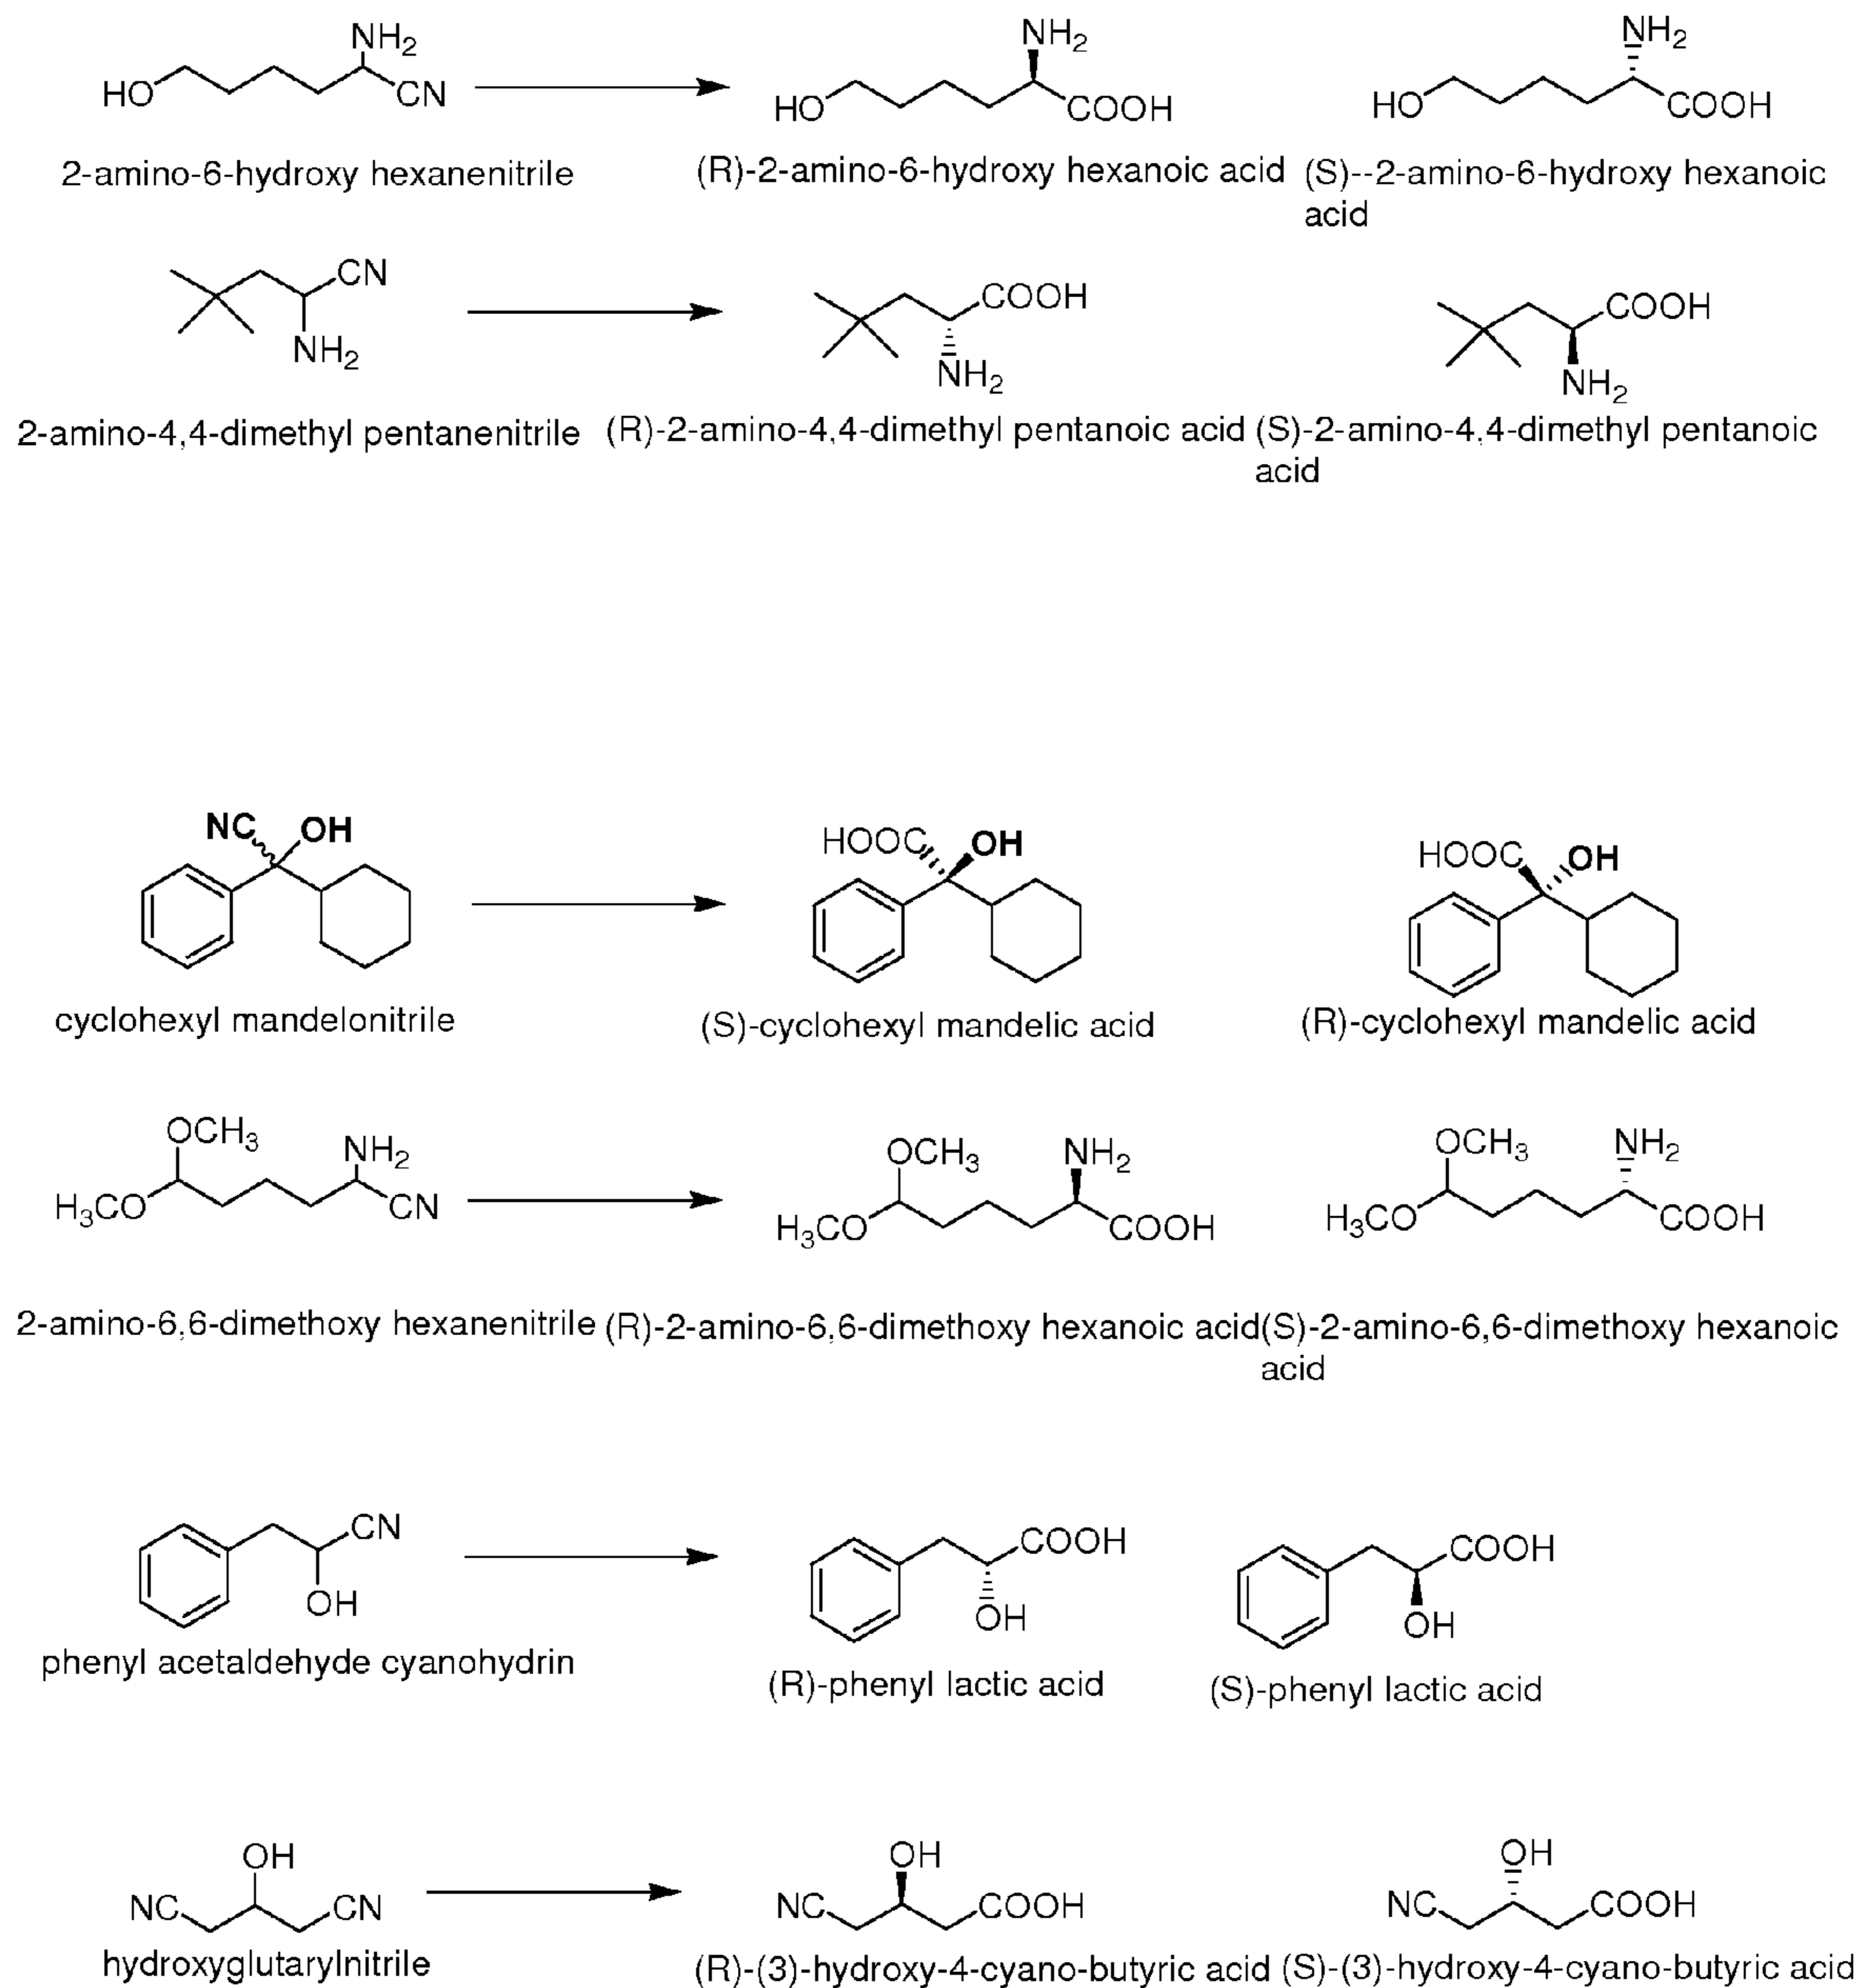 NH2 NH2 NH2
HO CN HO COOH HO COOH
2-amino-6-hydroxy hexanenitrile (R)-2-amino-6-hydroxy hexanoic acid (S)--2-amino-6-hydroxy hexanoic
acid
CN COOH COOH
NH2 NH2 NH2
2-amino-4,4-dimethyl pentanenitrile (R)-2-amino-4,4-dimethyl pentanoic acid (S)-2-amino-4,4-dimethyl pentanoic
acid
NC OH HOOC OH HOOC OH
cyclohexyl mandelonitrile (S)-cyclohexyl mandelic acid (R)-cyclohexyl mandelic acid
OCH3 NH2 OCH3 NH2 OCH3 NH2
H3CO CN H3CO COOH H3CO COOH
2-amino-6,6-dimethoxy hexanenitrile (R)-2-amino-6,6-dimethoxy hexanoic acid (S)-2-amino-6,6-dimethoxy hexanoic
acid
CN COOH COOH
OH OH OH
phenyl acetaldehyde cyanohydrin (R)-phenyl lactic acid (S)-phenyl lactic acid
OH OH OH
NC CN NC COOH NC COOH
hydroxyglutarylnitrile (R)-(3)-hydroxy-4-cyano-butyric acid (S)-(3)-hydroxy-4-cyano-butyric acid